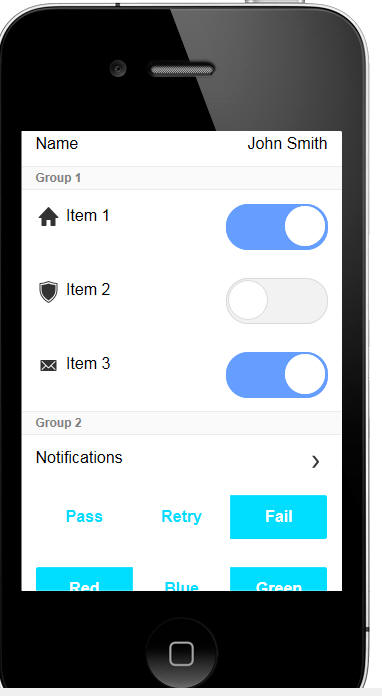 Name John Smith
Group 1
Item 1
Item 2
Item 3
Group 2
Notifications
Pass Retry Fail
Red Blue Green